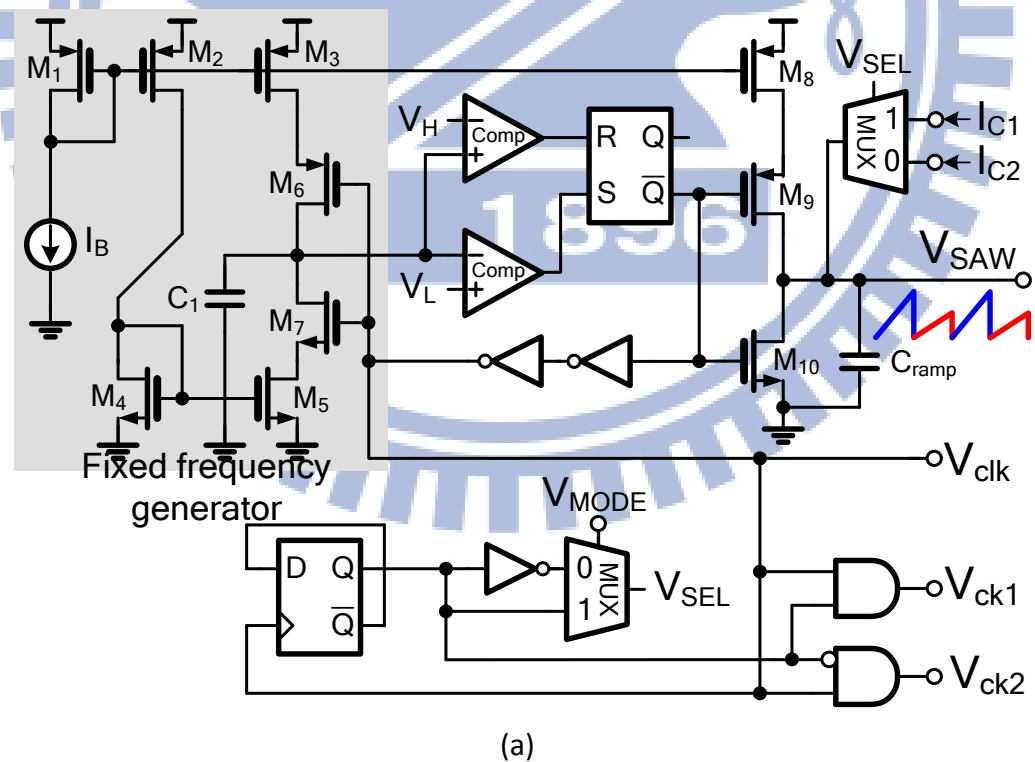 M1
M2
M3
M8
VSEL
1
0
MUX
IC1
IC2
VH
−
+
Comp
R
Q
S
Q̅
M6
M9
1896
IB
C1
VL
−
+
Comp
VSAW
M7
M10
Cramp
M4
M5
Fixed frequency
generator
Vclk
VMODE
D
Q
Q̅
0
1
MUX
VSEL
Vck1
Vck2
(a)